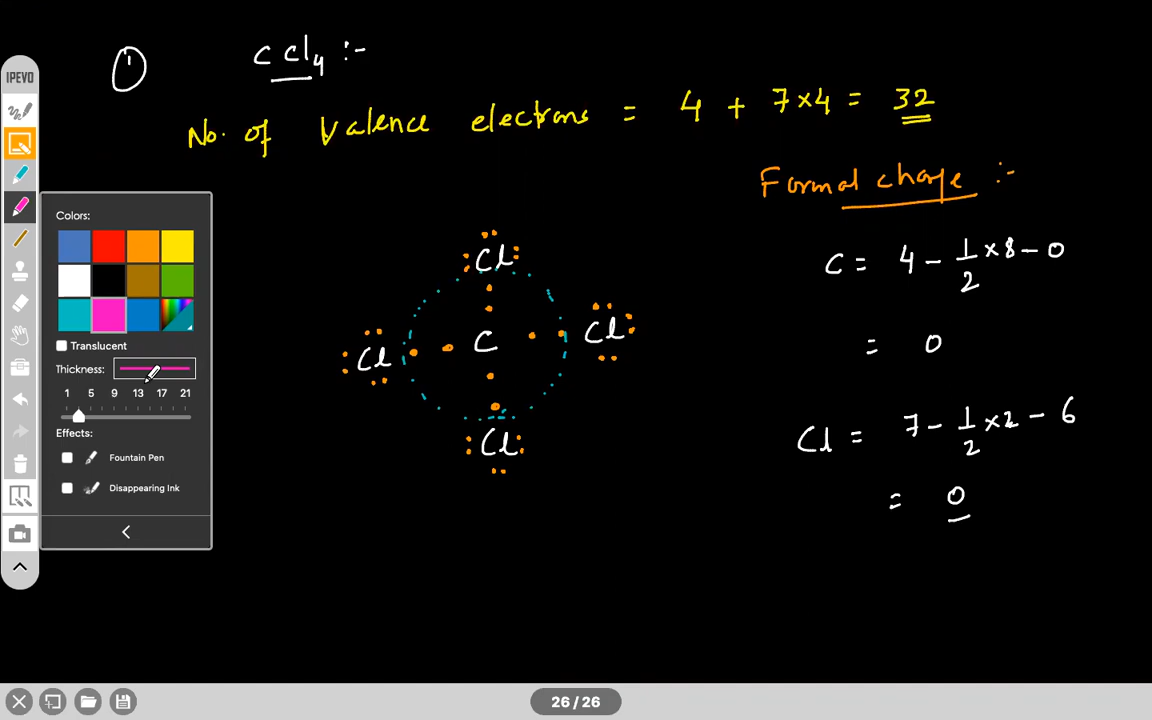 ① CCl4 :-
No. of Valence electrons = 4 + 7×4 = 32
Formal charge :-
C = 4 - 1/2 × 8 - 0
= 0
Cl = 7 - 1/2 × 2 - 6
= 0
Cl
Cl C Cl
Cl
IPEVO
Colors:
Translucent
Thickness:
1 5 9 13 17 21
Effects:
Fountain Pen
Disappearing Ink
26 / 26